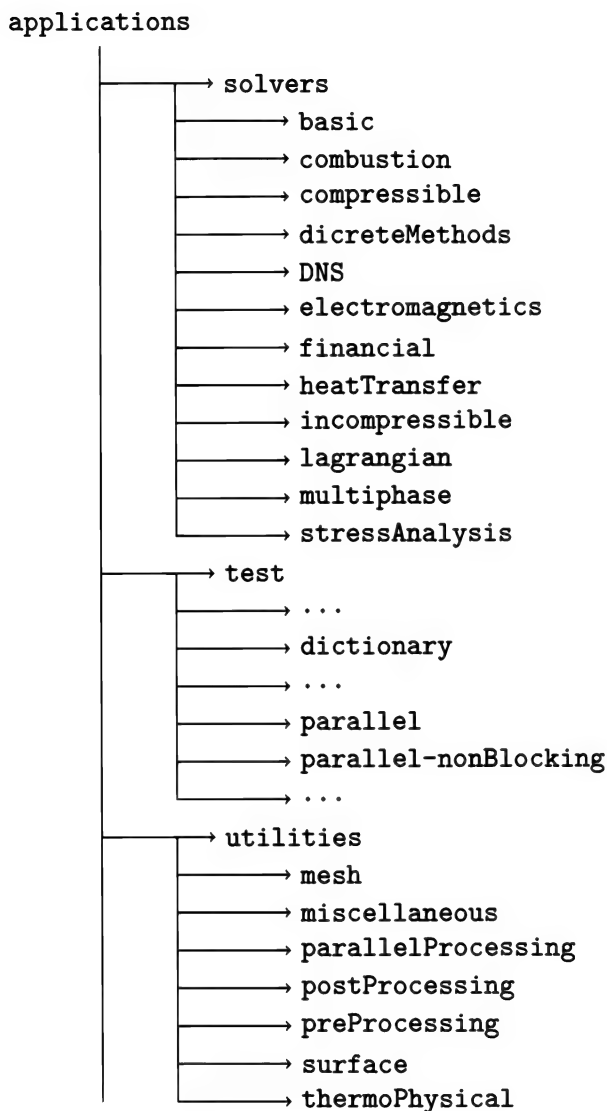 applications
solvers
basic
combustion
compressible
dicreteMethods
DNS
electromagnetics
financial
heatTransfer
incompressible
lagrangian
multiphase
stressAnalysis
test
...
dictionary
...
parallel
parallel-nonBlocking
...
utilities
mesh
miscellaneous
parallelProcessing
postProcessing
preProcessing
surface
thermoPhysical